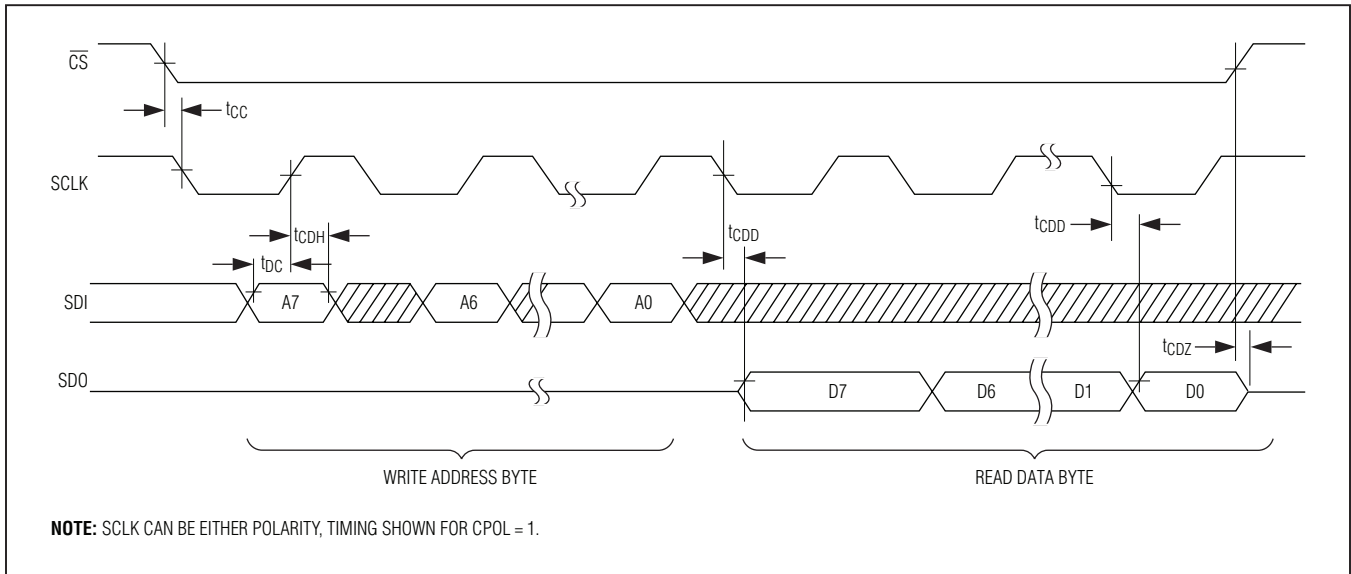 CS
tCC
SCLK
tCDH
tDC
tCDD
tCDD
SDI
A7
A6
A0
tCDZ
SDO
D7
D6
D1
D0
WRITE ADDRESS BYTE
READ DATA BYTE
NOTE: SCLK CAN BE EITHER POLARITY, TIMING SHOWN FOR CPOL = 1.